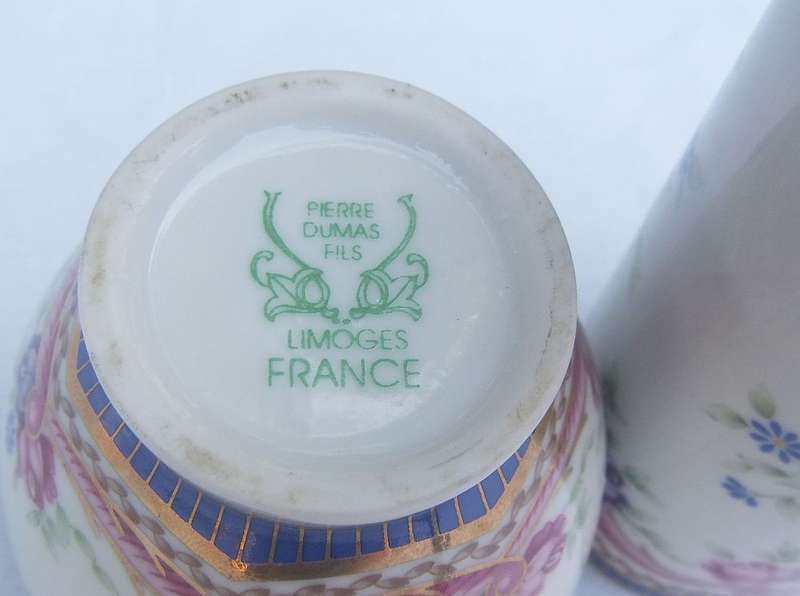 PIERRE
DUMAS
FILS
LIMOGES
FRANCE